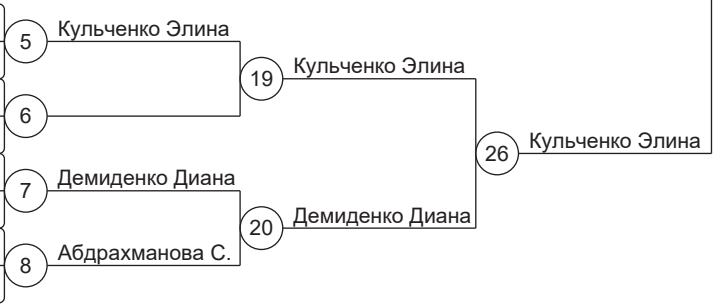 5 Кульченко Элина
19 Кульченко Элина
6
26 Кульченко Элина
7 Демиденко Диана
20 Демиденко Диана
8 Абдрахманова С.